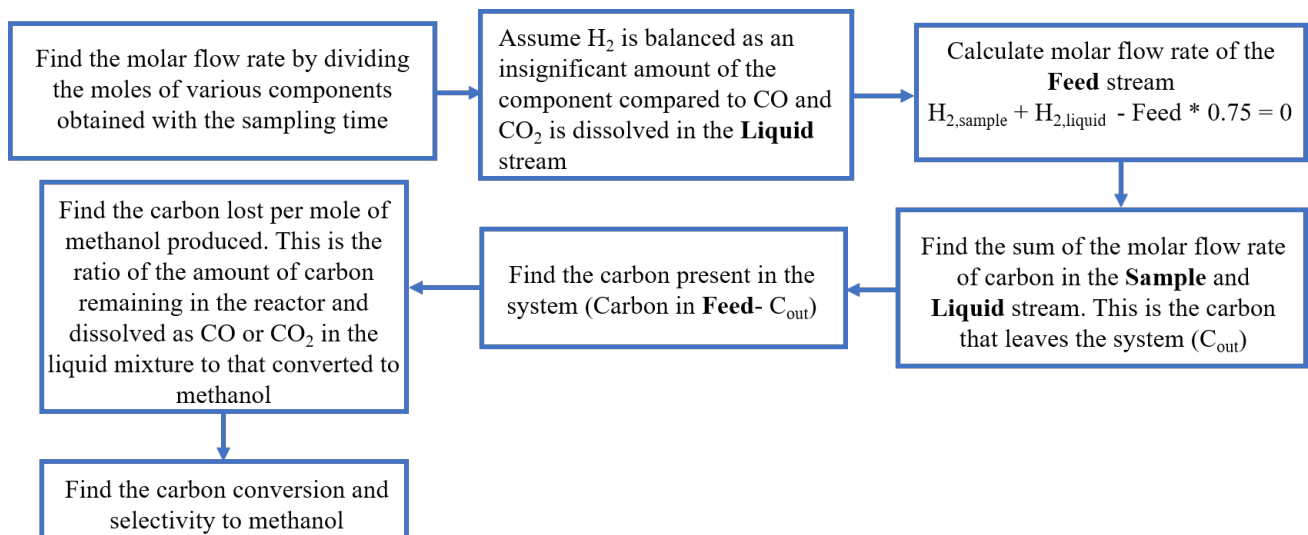 Find the molar flow rate by dividing
the moles of various components
obtained with the sampling time
Assume H₂ is balanced as an
insignificant amount of the
component compared to CO and
CO₂ is dissolved in the Liquid
stream
Calculate molar flow rate of the
Feed stream
H₂,sample + H₂,liquid - Feed * 0.75 = 0
Find the sum of the molar flow rate
of carbon in the Sample and
Liquid stream. This is the carbon
that leaves the system (Cout)
Find the carbon present in the
system (Carbon in Feed- Cout)
Find the carbon lost per mole of
methanol produced. This is the
ratio of the amount of carbon
remaining in the reactor and
dissolved as CO or CO₂ in the
liquid mixture to that converted to
methanol
Find the carbon conversion and
selectivity to methanol